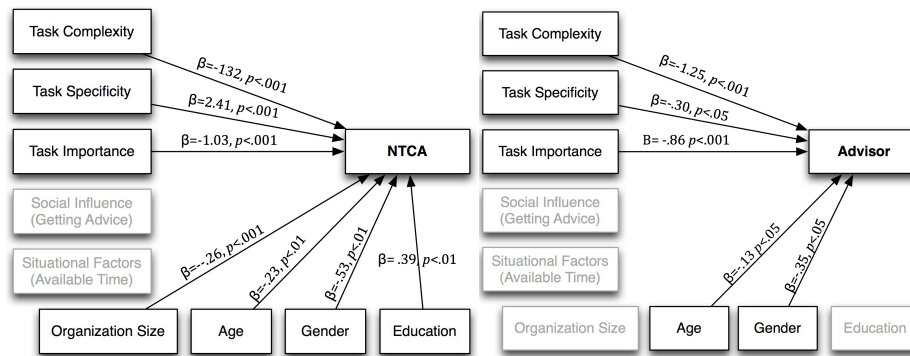 Task Complexity
β=-132, p<.001
Task Specificity
β=2.41, p<.001
Task Importance
β=-1.03, p<.001
NTCA
Social Influence
(Getting Advice)
Situational Factors
(Available Time)
β=--.26, p<.001
β=-.23, p<.01
β=-.53, p<.01
β= .39, p<.01
Organization Size
Age
Gender
Education
Task Complexity
β=-1.25, p<.001
Task Specificity
β=-.30, p<.05
Task Importance
B= -.86 p<.001
Advisor
Social Influence
(Getting Advice)
Situational Factors
(Available Time)
β=-.13 p<.05
β=-.35, p<.05
Organization Size
Age
Gender
Education